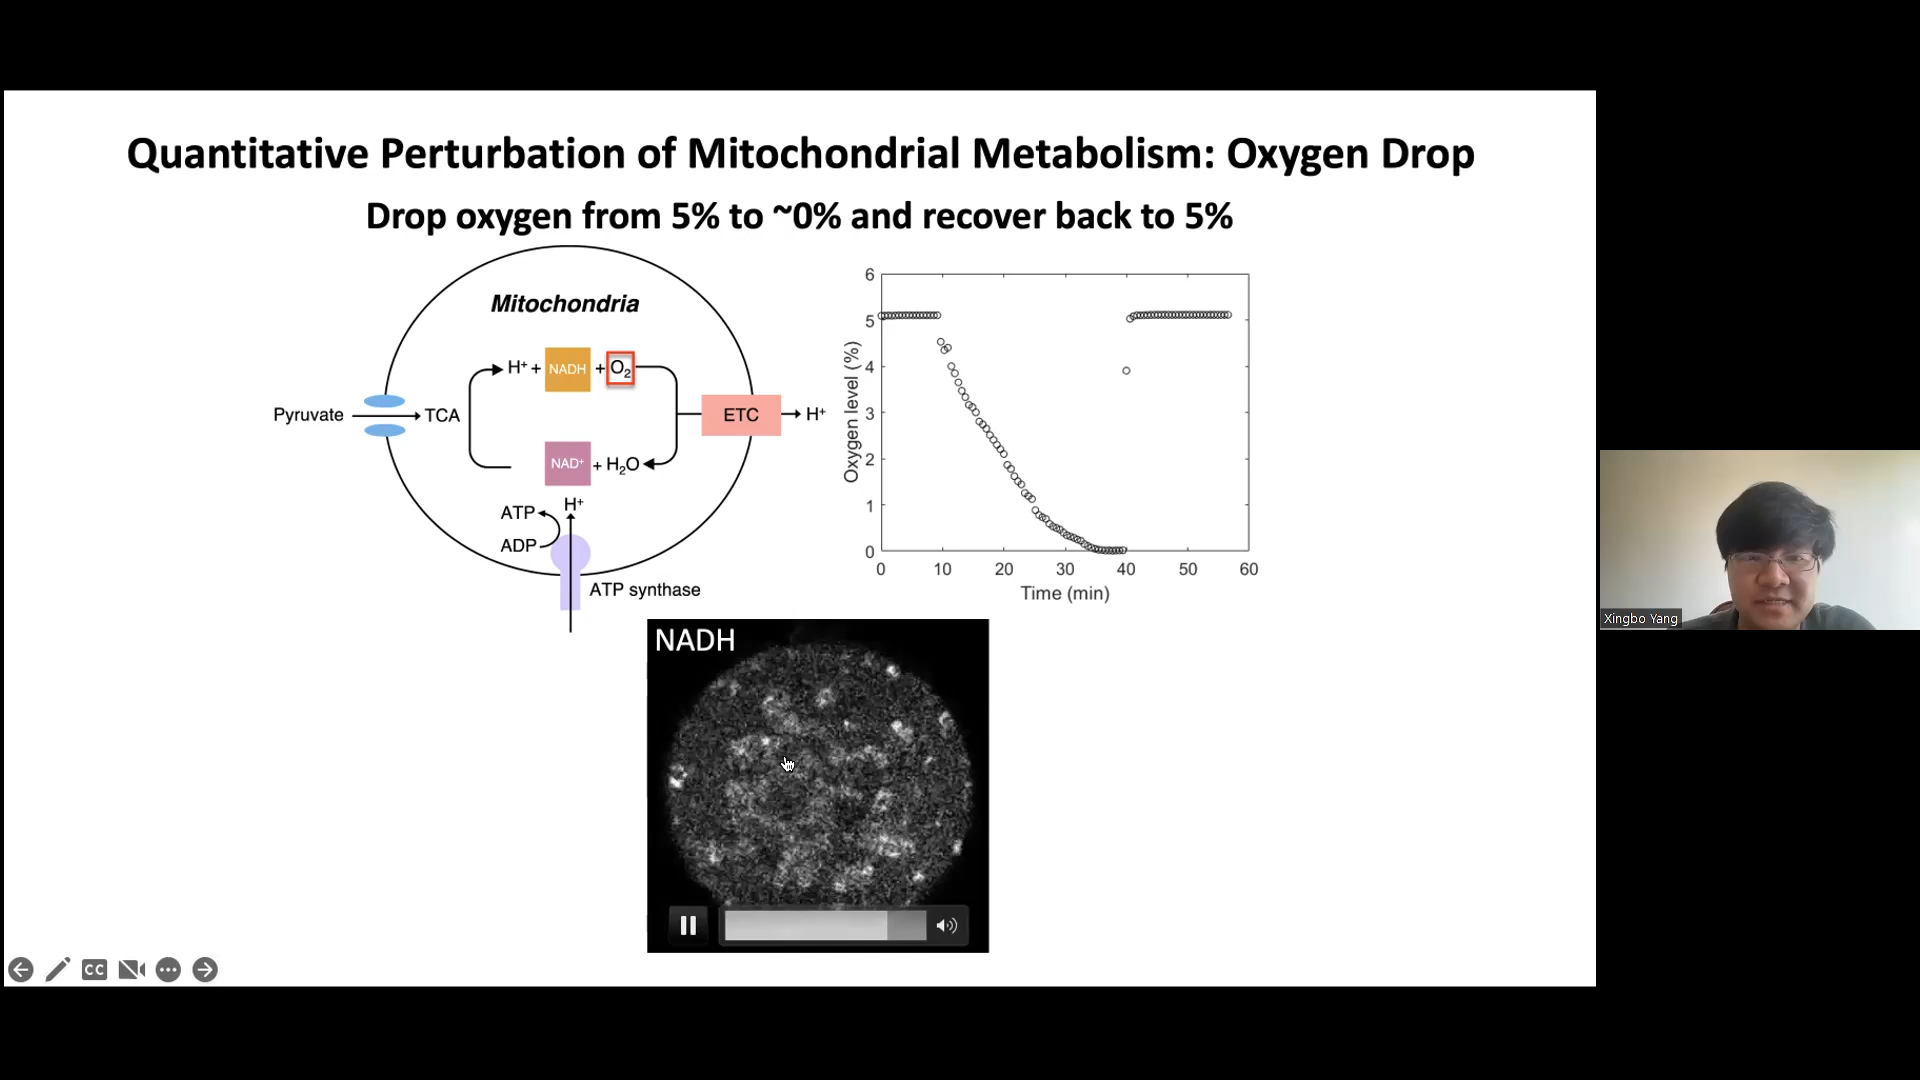 Quantitative Perturbation of Mitochondrial Metabolism: Oxygen Drop
Drop oxygen from 5% to ~0% and recover back to 5%
Mitochondria
H⁺ + NADH + O₂
Pyruvate
TCA
ETC
H⁺
NAD⁺ + H₂O
H⁺
ATP
ADP
ATP synthase
Oxygen level (%)
6
5
4
3
2
1
0
0 10 20 30 40 50 60
Time (min)
NADH
CC
Xingbo Yang